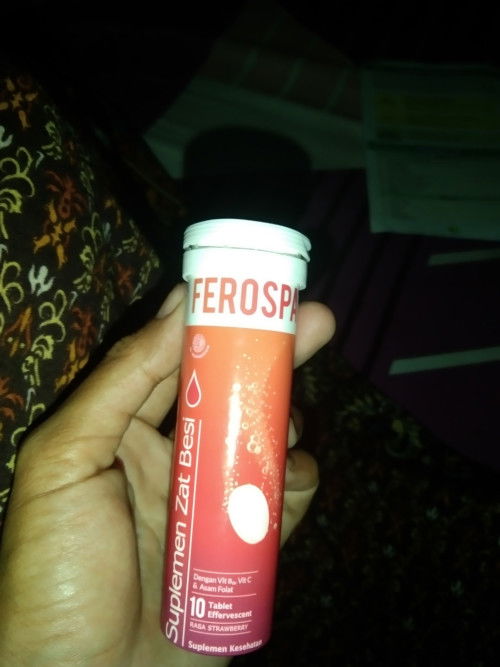 FEROSPA
Suplemen Zat Besi
Dengan Vit B₁₂, Vit C
& Asam Folat
10 Tablet
Effervescent
RASA STRAWBERRY
Suplemen Kesehatan